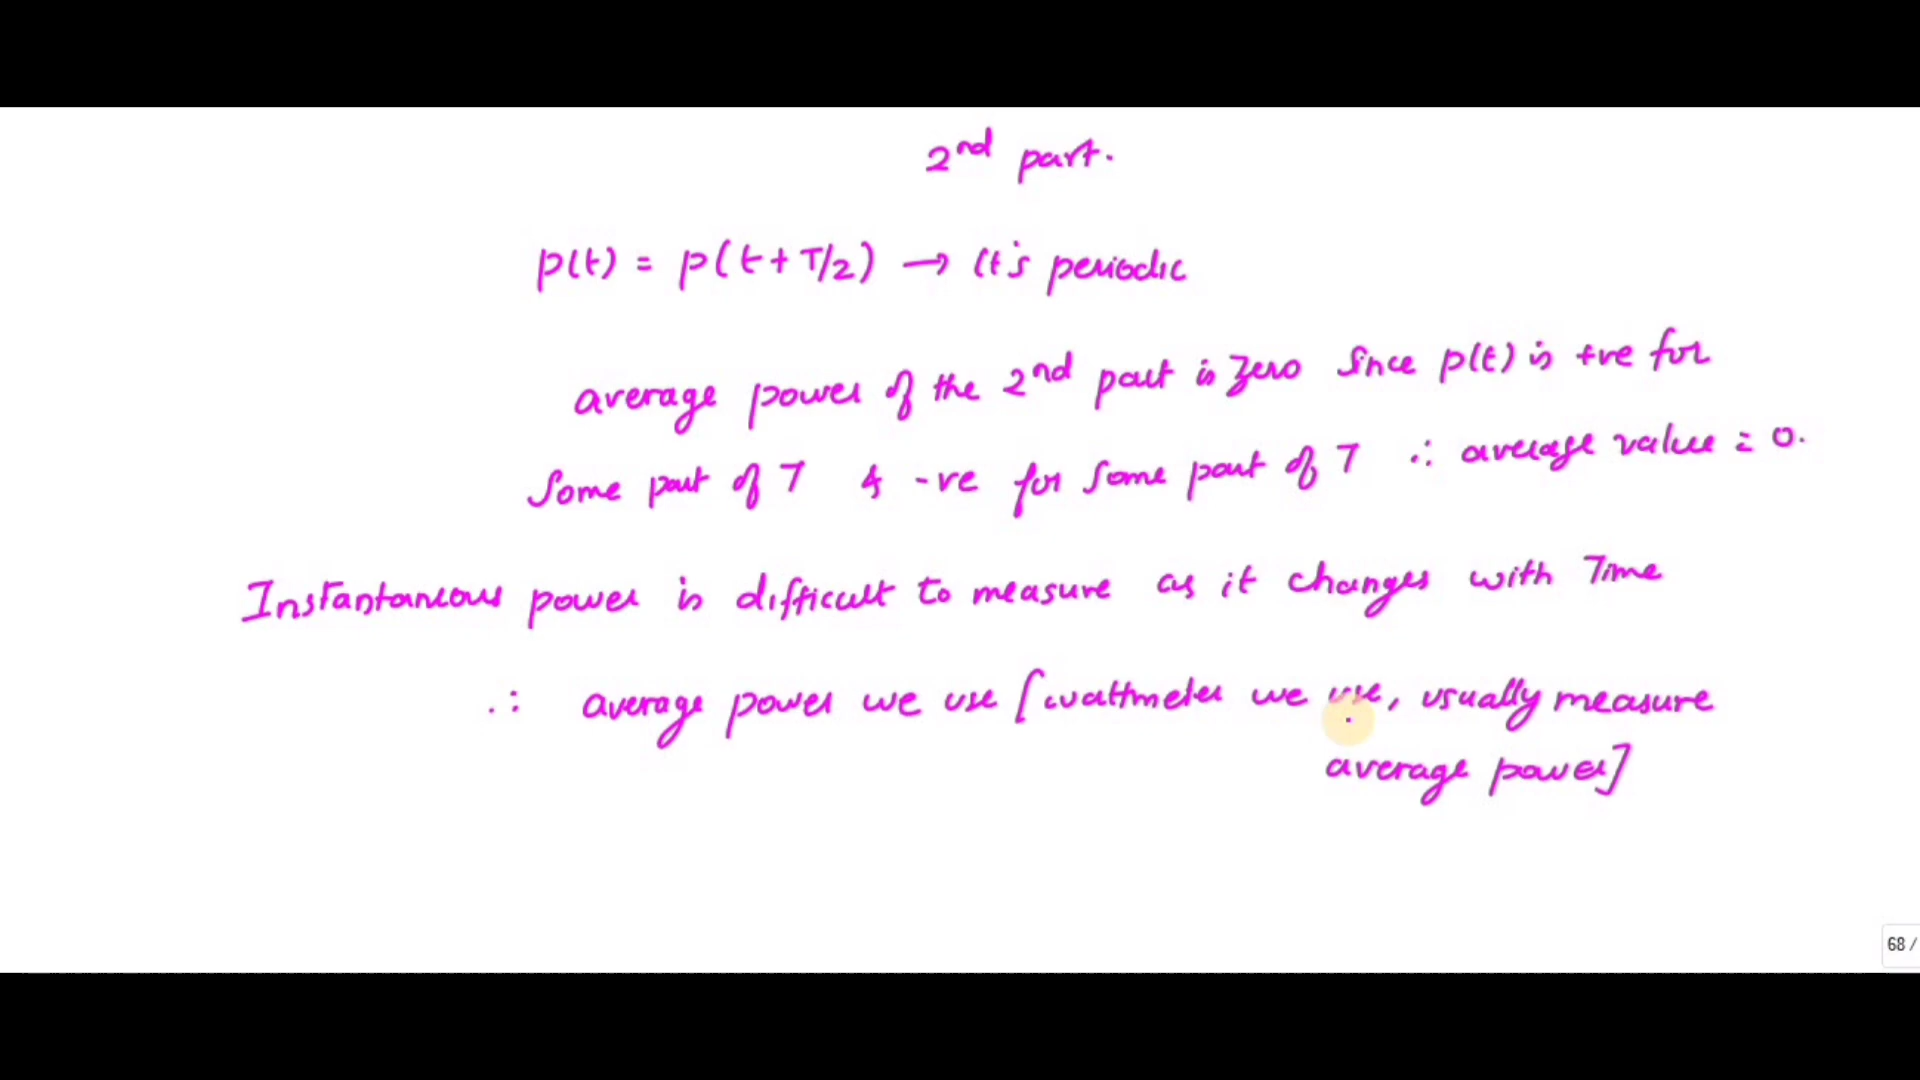 2nd part.
p(t) = p(t+T/2) → it's periodic
average power of the 2nd part is zero since p(t) is +ve for
some part of T & -ve for some part of T ∴ average value = 0.
Instantaneous power is difficult to measure as it changes with Time
∴ average power we use [wattmeter we use, usually measure
average power]
68 /